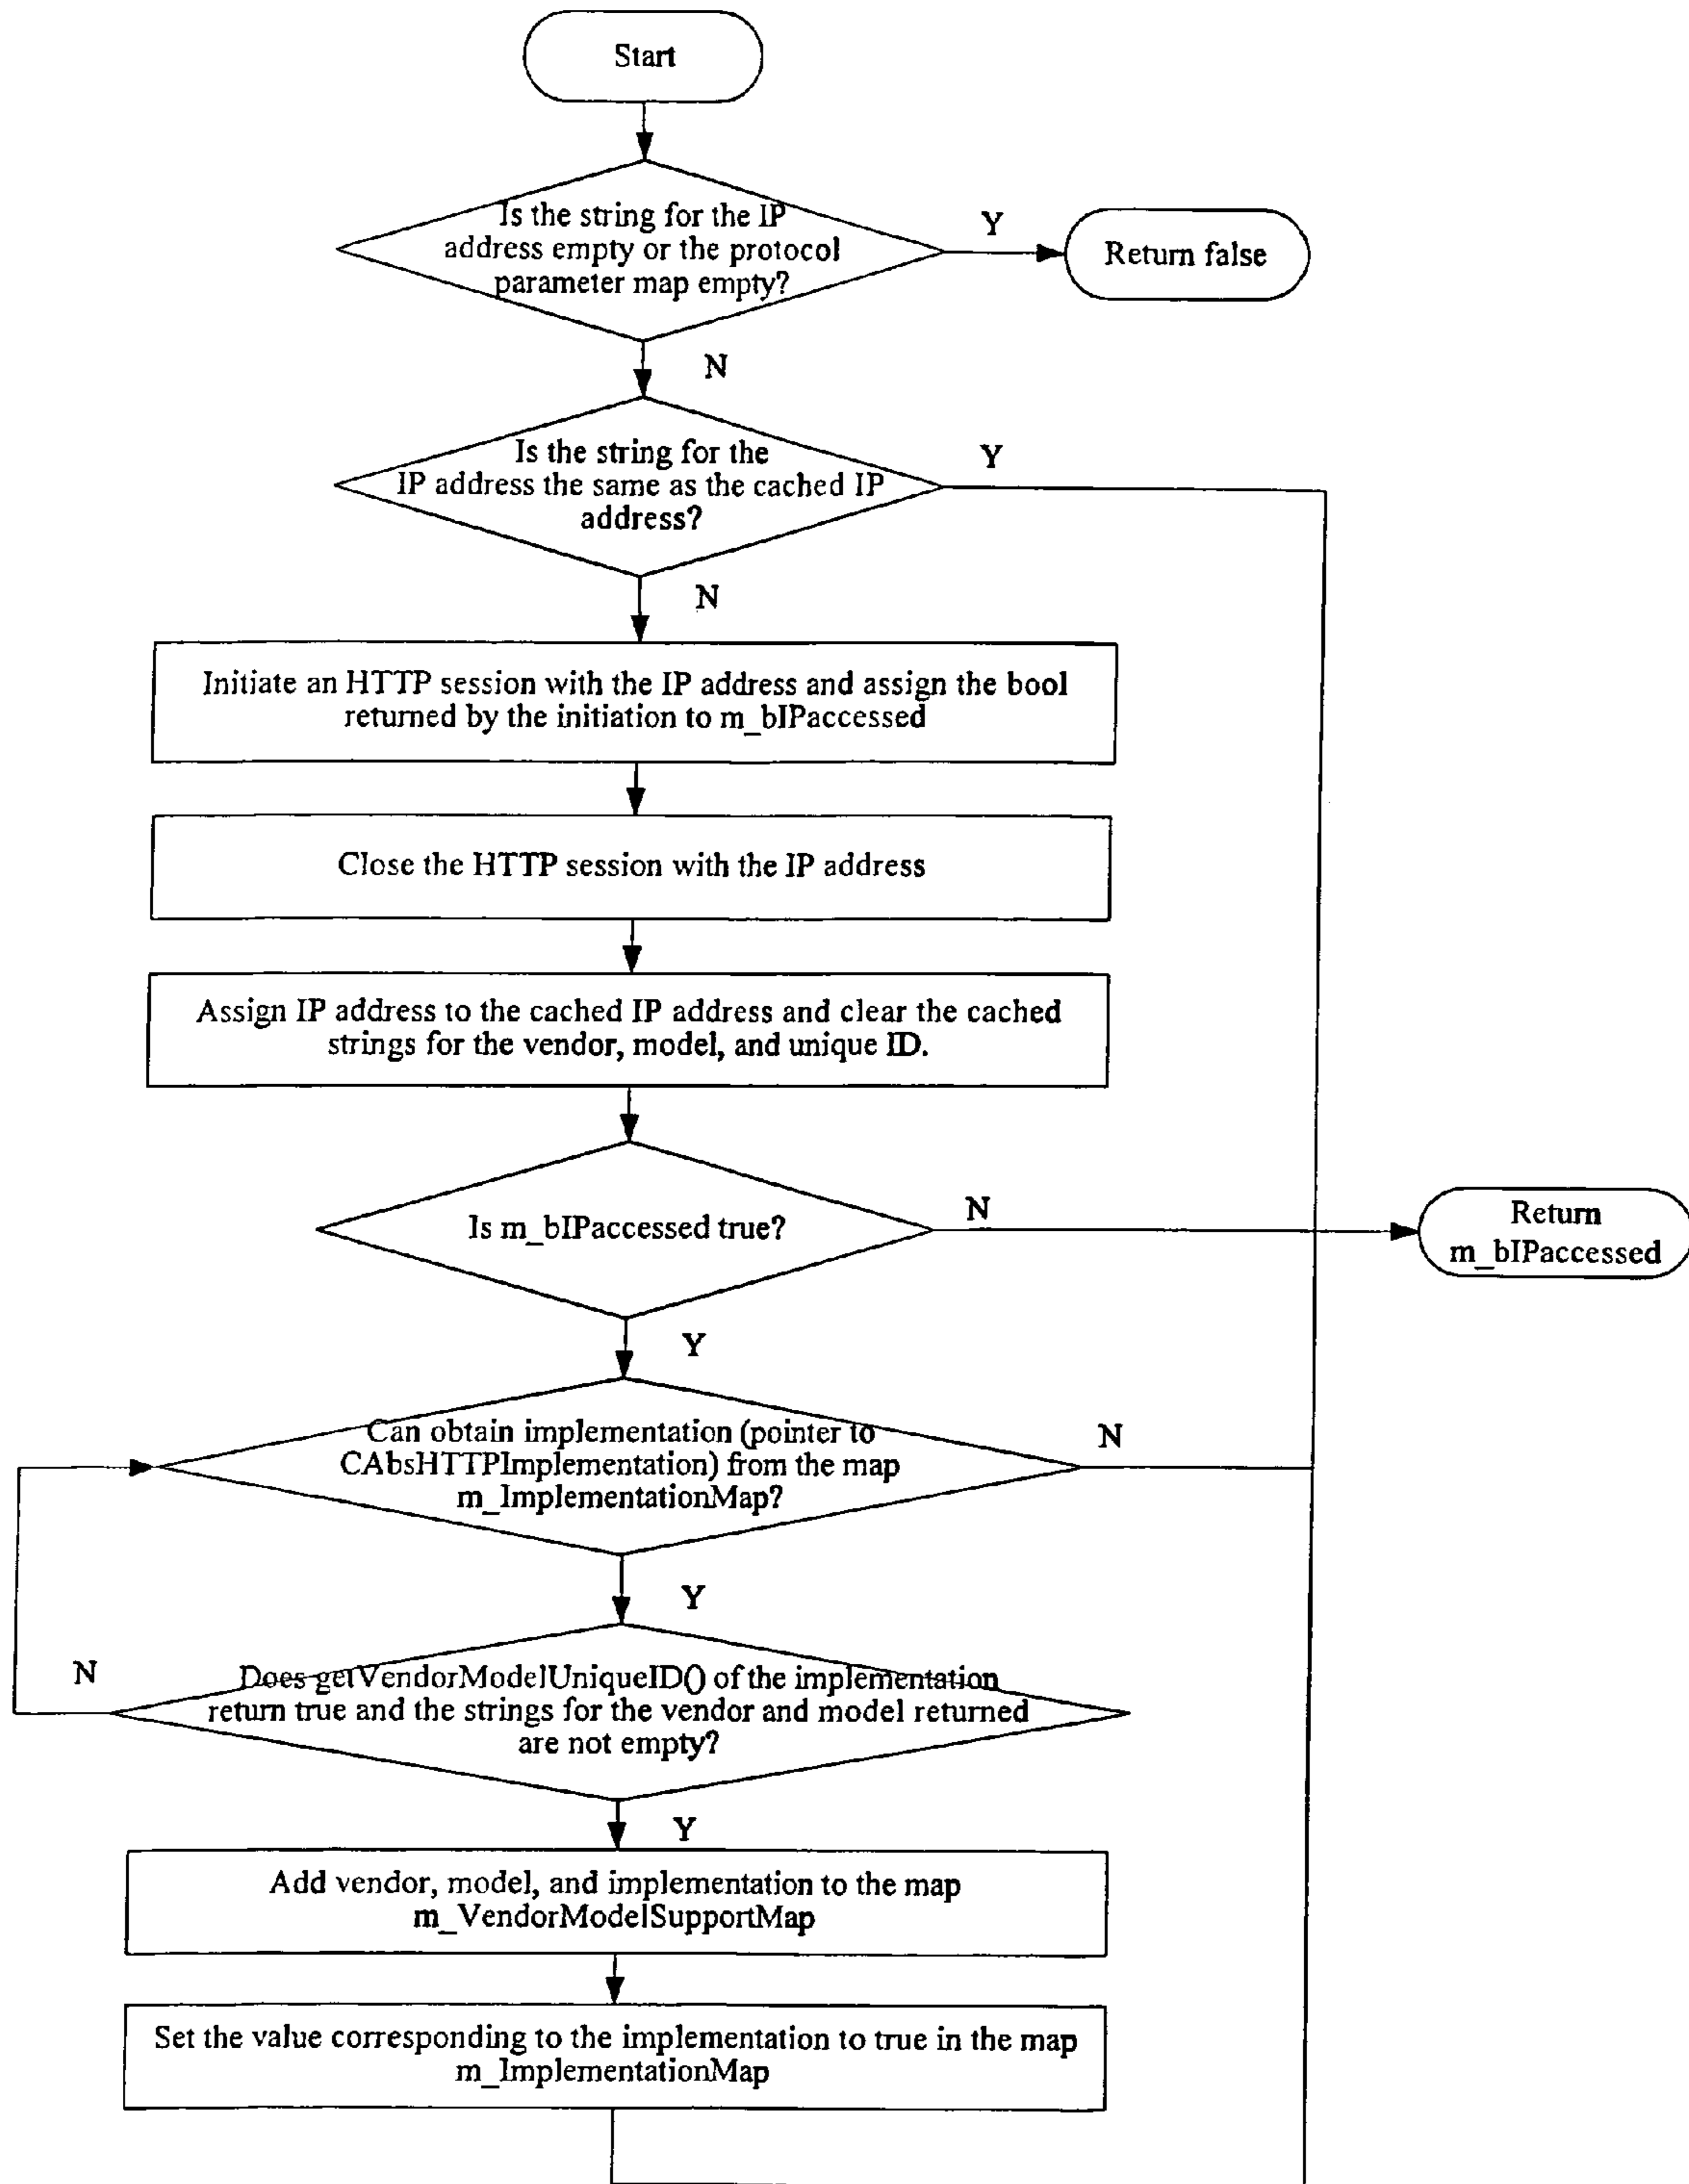 Start
Is the string for the IP
address empty or the protocol
parameter map empty?
Y
Return false
N
Is the string for the
IP address the same as the cached IP
address?
Y
N
Initiate an HTTP session with the IP address and assign the bool
returned by the initiation to m_bIPaccessed
Close the HTTP session with the IP address
Assign IP address to the cached IP address and clear the cached
strings for the vendor, model, and unique ID.
Is m_bIPaccessed true?
N
Return
m_bIPaccessed
Y
Can obtain implementation (pointer to
CAbsHTTPImplementation) from the map
m_ImplementationMap?
N
Y
Does getVendorModelUniqueID() of the implementation
return true and the strings for the vendor and model returned
are not empty?
N
Y
Add vendor, model, and implementation to the map
m_VendorModelSupportMap
Set the value corresponding to the implementation to true in the map
m_ImplementationMap